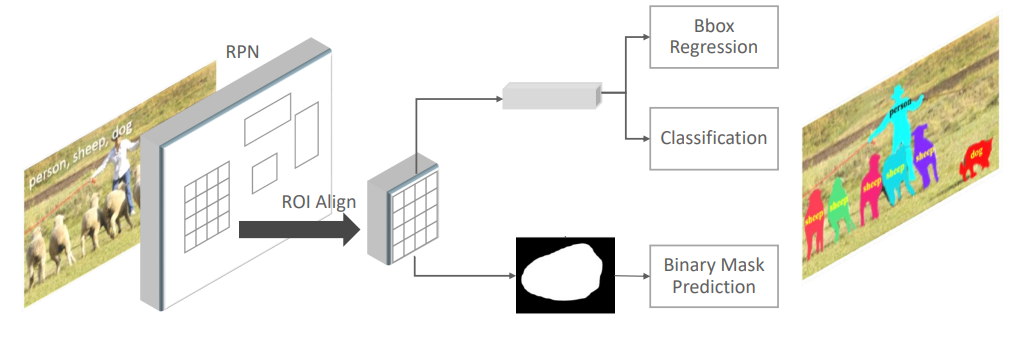 RPN
person, sheep, dog
ROI Align
Bbox
Regression
Classification
Binary Mask
Prediction
person
sheep
sheep
sheep
sheep
sheep
dog